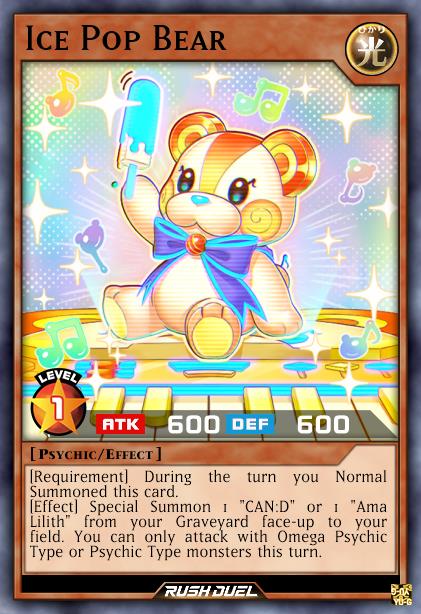 Ice Pop Bear
ひかり
光
LEVEL
1
ATK 600 DEF 600
[Psychic/Effect]
[Requirement] During the turn you Normal
Summoned this card.
[Effect] Special Summon 1 "CAN:D" or 1 "Ama
Lilith" from your Graveyard face-up to your
field. You can only attack with Omega Psychic
Type or Psychic Type monsters this turn.
RUSH DUEL